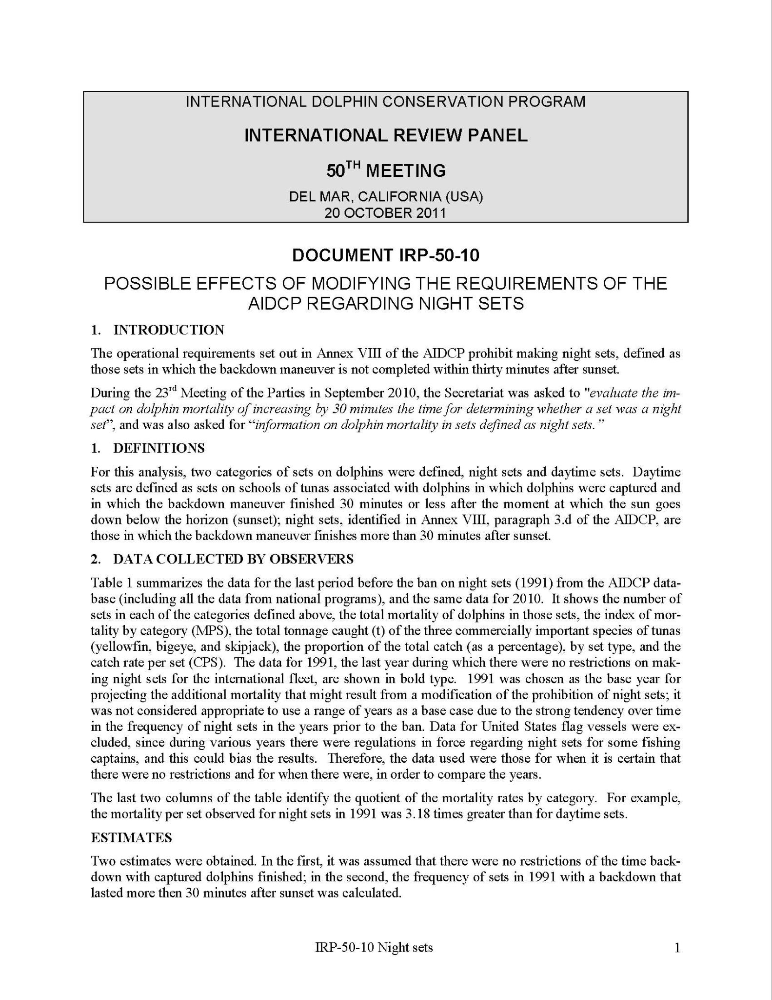 INTERNATIONAL DOLPHIN CONSERVATION PROGRAM
INTERNATIONAL REVIEW PANEL
50TH MEETING
DEL MAR, CALIFORNIA (USA)
20 OCTOBER 2011
DOCUMENT IRP-50-10
POSSIBLE EFFECTS OF MODIFYING THE REQUIREMENTS OF THE
AIDCP REGARDING NIGHT SETS
1. INTRODUCTION
The operational requirements set out in Annex VIII of the AIDCP prohibit making night sets, defined as
those sets in which the backdown maneuver is not completed within thirty minutes after sunset.
During the 23rd Meeting of the Parties in September 2010, the Secretariat was asked to "evaluate the im-
pact on dolphin mortality of increasing by 30 minutes the time for determining whether a set was a night
set”, and was also asked for “information on dolphin mortality in sets defined as night sets.”
1. DEFINITIONS
For this analysis, two categories of sets on dolphins were defined, night sets and daytime sets. Daytime
sets are defined as sets on schools of tunas associated with dolphins in which dolphins were captured and
in which the backdown maneuver finished 30 minutes or less after the moment at which the sun goes
down below the horizon (sunset); night sets, identified in Annex VIII, paragraph 3.d of the AIDCP, are
those in which the backdown maneuver finishes more than 30 minutes after sunset.
2. DATA COLLECTED BY OBSERVERS
Table 1 summarizes the data for the last period before the ban on night sets (1991) from the AIDCP data-
base (including all the data from national programs), and the same data for 2010. It shows the number of
sets in each of the categories defined above, the total mortality of dolphins in those sets, the index of mor-
tality by category (MPS), the total tonnage caught (t) of the three commercially important species of tunas
(yellowfin, bigeye, and skipjack), the proportion of the total catch (as a percentage), by set type, and the
catch rate per set (CPS). The data for 1991, the last year during which there were no restrictions on mak-
ing night sets for the international fleet, are shown in bold type. 1991 was chosen as the base year for
projecting the additional mortality that might result from a modification of the prohibition of night sets; it
was not considered appropriate to use a range of years as a base case due to the strong tendency over time
in the frequency of night sets in the years prior to the ban. Data for United States flag vessels were ex-
cluded, since during various years there were regulations in force regarding night sets for some fishing
captains, and this could bias the results. Therefore, the data used were those for when it is certain that
there were no restrictions and for when there were, in order to compare the years.
The last two columns of the table identify the quotient of the mortality rates by category. For example,
the mortality per set observed for night sets in 1991 was 3.18 times greater than for daytime sets.
ESTIMATES
Two estimates were obtained. In the first, it was assumed that there were no restrictions of the time back-
down with captured dolphins finished; in the second, the frequency of sets in 1991 with a backdown that
lasted more then 30 minutes after sunset was calculated.
IRP-50-10 Night sets 1